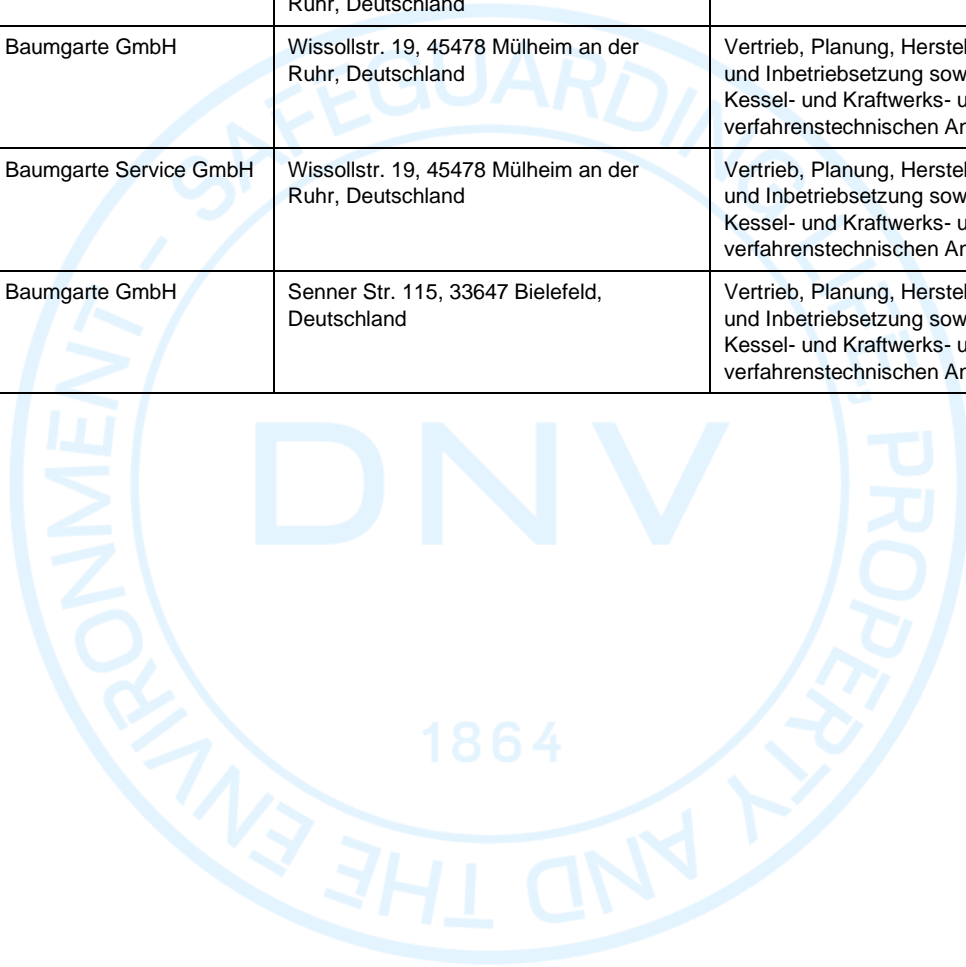 Ruhr, Deutschland
Baumgarte GmbH
Wissollstr. 19, 45478 Mülheim an der
Ruhr, Deutschland
Vertrieb, Planung, Herstel
und Inbetriebsetzung sow
Kessel- und Kraftwerks- u
verfahrenstechnischen An
Baumgarte Service GmbH
Wissollstr. 19, 45478 Mülheim an der
Ruhr, Deutschland
Vertrieb, Planung, Herstel
und Inbetriebsetzung sow
Kessel- und Kraftwerks- u
verfahrenstechnischen An
Baumgarte GmbH
Senner Str. 115, 33647 Bielefeld,
Deutschland
Vertrieb, Planung, Herstel
und Inbetriebsetzung sow
Kessel- und Kraftwerks- u
verfahrenstechnischen An
SAFEGUARDING LIFE, PROPERTY AND THE ENVIRONMENT –
DNV
1864